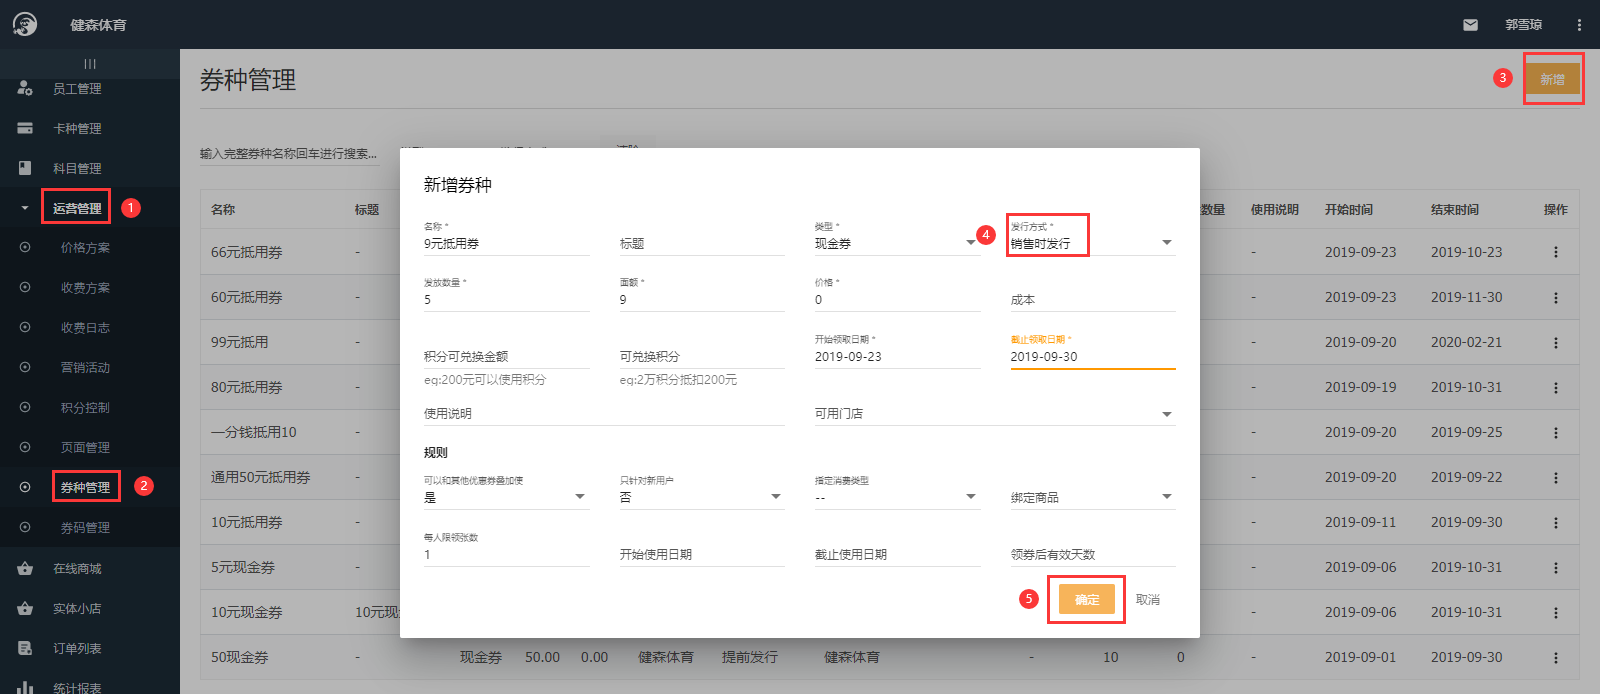 健森体育
郭雪琼
员工管理
卡种管理
科目管理
运营管理
1
价格方案
收费方案
收费日志
营销活动
积分控制
页面管理
券种管理
2
券码管理
在线商城
实体小店
订单列表
统计报表
券种管理
3
新增
输入完整券种名称回车进行搜索...
名称 标题 数量 使用说明 开始时间 结束时间 操作
66元抵用券 - - 2019-09-23 2019-10-23
60元抵用券 - - 2019-09-23 2019-11-30
99元抵用 - - 2019-09-20 2020-02-21
80元抵用券 - - 2019-09-19 2019-10-31
一分钱抵用10 - - 2019-09-20 2019-09-25
通用50元抵用券 - - 2019-09-20 2019-09-22
10元抵用券 - - 2019-09-11 2019-09-30
5元现金券 - - 2019-09-06 2019-10-31
10元现金券 10元现 - 2019-09-06 2019-10-31
50现金券 - 现金券 50.00 0.00 健森体育 提前发行 健森体育 - 10 0 - 2019-09-01 2019-09-30
新增券种
名称 * 类型 * 4 发行方式 *
9元抵用券 标题 现金券 销售时发行
发放数量 * 面额 * 价格 *
5 9 0 成本
开始领取日期 * 截止领取日期 *
积分可兑换金额 可兑换积分 2019-09-23 2019-09-30
eg:200元可以使用积分 eg:2万积分抵扣200元
使用说明 可用门店
规则
可以和其他优惠券叠加使 只针对新用户 指定消费类型
是 否 -- 绑定商品
每人限领张数
1 开始使用日期 截止使用日期 领券后有效天数
5 确定 取消